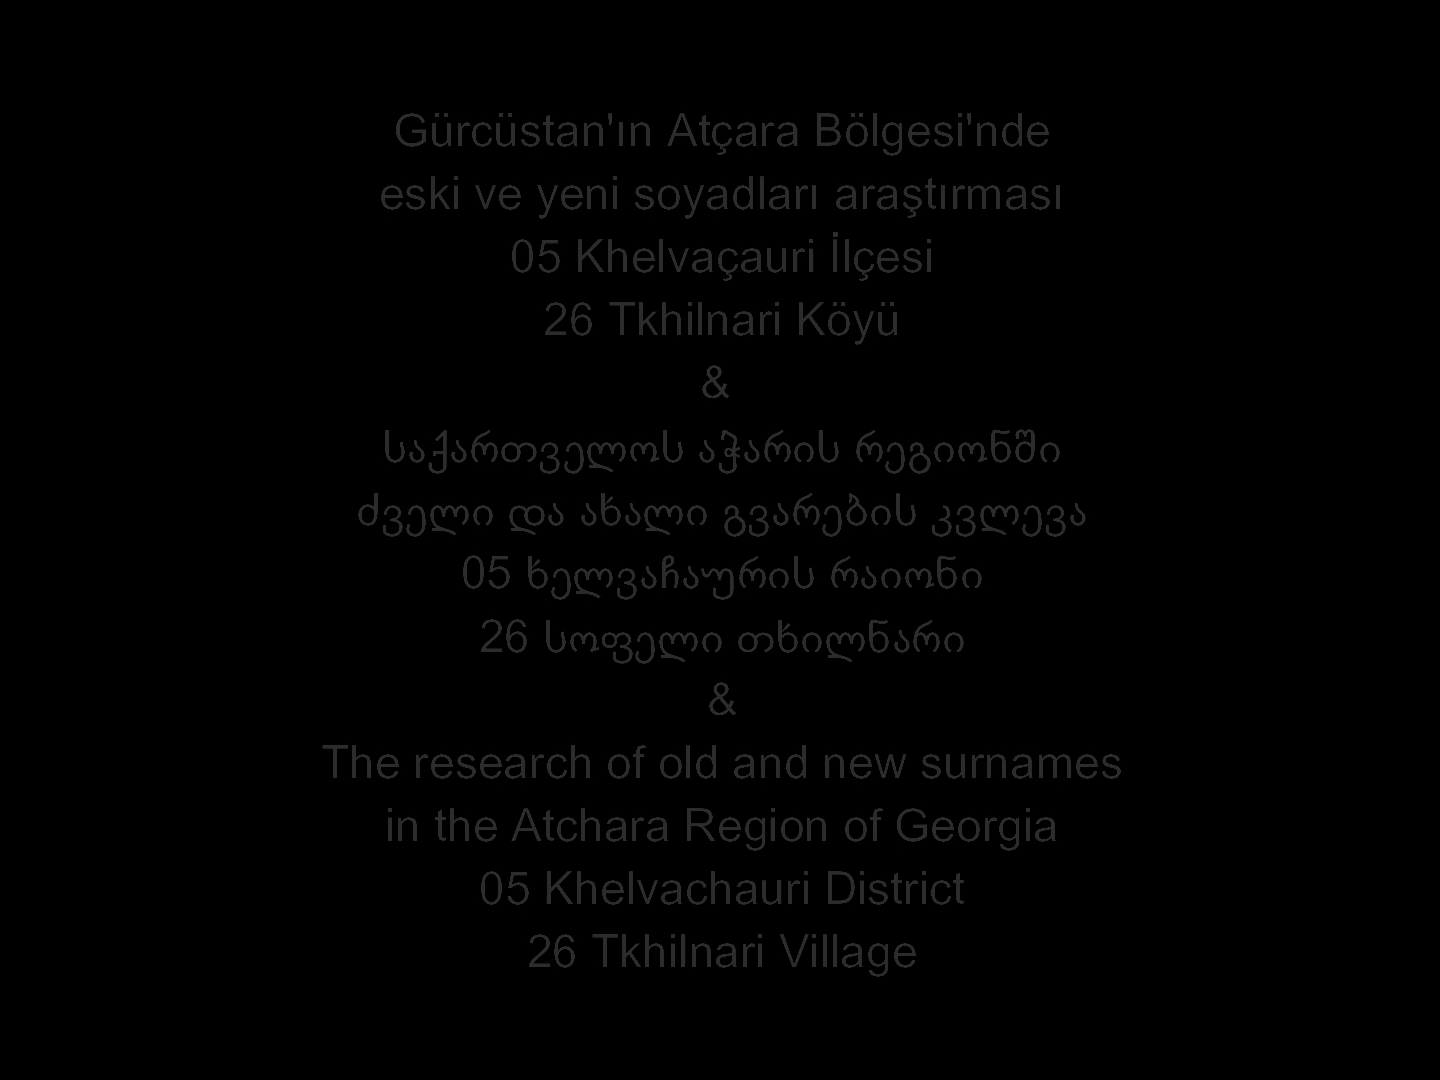 Gürcüstan'ın Atçara Bölgesi'nde
eski ve yeni soyadları araştırması
05 Khelvaçauri İlçesi
26 Tkhilnari Köyü
&
საქართველოს აჭარის რეგიონში
ძველი და ახალი გვარების კვლევა
05 ხელვაჩაურის რაიონი
26 სოფელი თხილნარი
&
The research of old and new surnames
in the Atchara Region of Georgia
05 Khelvachauri District
26 Tkhilnari Village